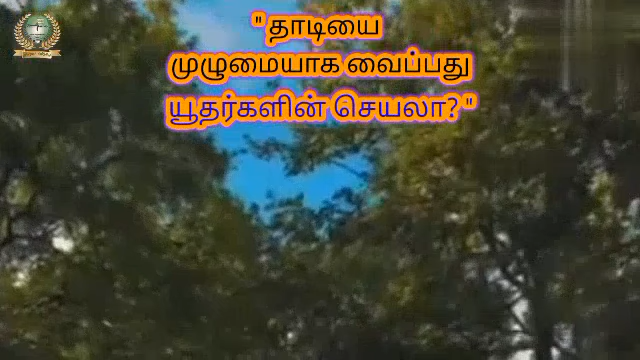 " தாடியை
முழுமையாக வைப்பது
யூதர்களின் செயலா? "